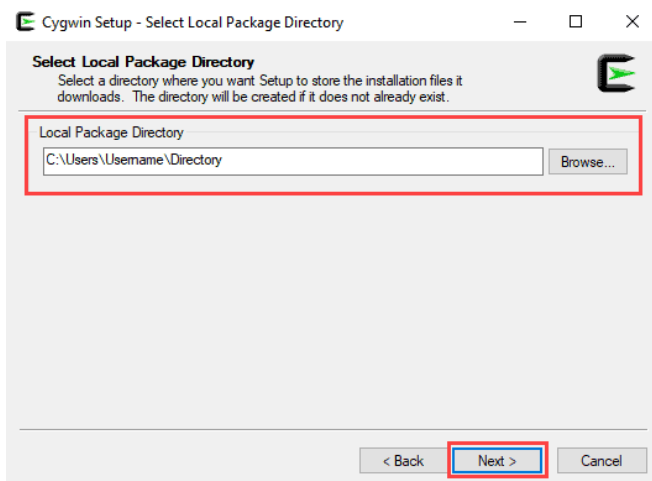 Cygwin Setup - Select Local Package Directory
Select Local Package Directory
Select a directory where you want Setup to store the installation files it
downloads. The directory will be created if it does not already exist.
Local Package Directory
C:\Users\Username\Directory
Browse...
< Back
Next >
Cancel